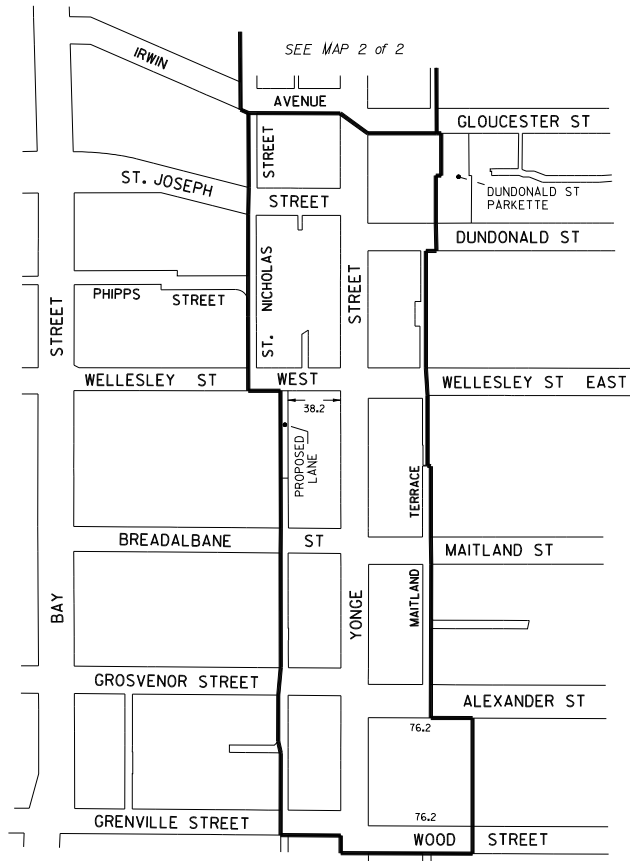 SEE MAP 2 of 2
IRWIN
AVENUE
GLOUCESTER ST
STREET
ST. JOSEPH
STREET
DUNDONALD ST
PARKETTE
DUNDONALD ST
ST. NICHOLAS
PHIPPS STREET
STREET
STREET
WELLESLEY ST WEST
WELLESLEY ST EAST
38.2
PROPOSED
LANE
TERRACE
BREADALBANE ST
MAITLAND ST
BAY
YONGE
MAITLAND
GROSVENOR STREET
ALEXANDER ST
76.2
76.2
GRENVILLE STREET
WOOD STREET